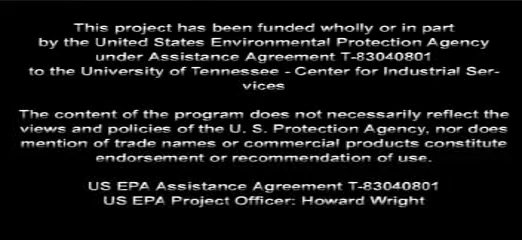 This project has been funded wholly or in part
by the United States Environmental Protection Agency
under Assistance Agreement T-83040801
to the University of Tennessee - Center for Industrial Ser-
vices
The content of the program does not necessarily reflect the
views and policies of the U. S. Protection Agency, nor does
mention of trade names or commercial products constitute
endorsement or recommendation of use.
US EPA Assistance Agreement T-83040801
US EPA Project Officer: Howard Wright